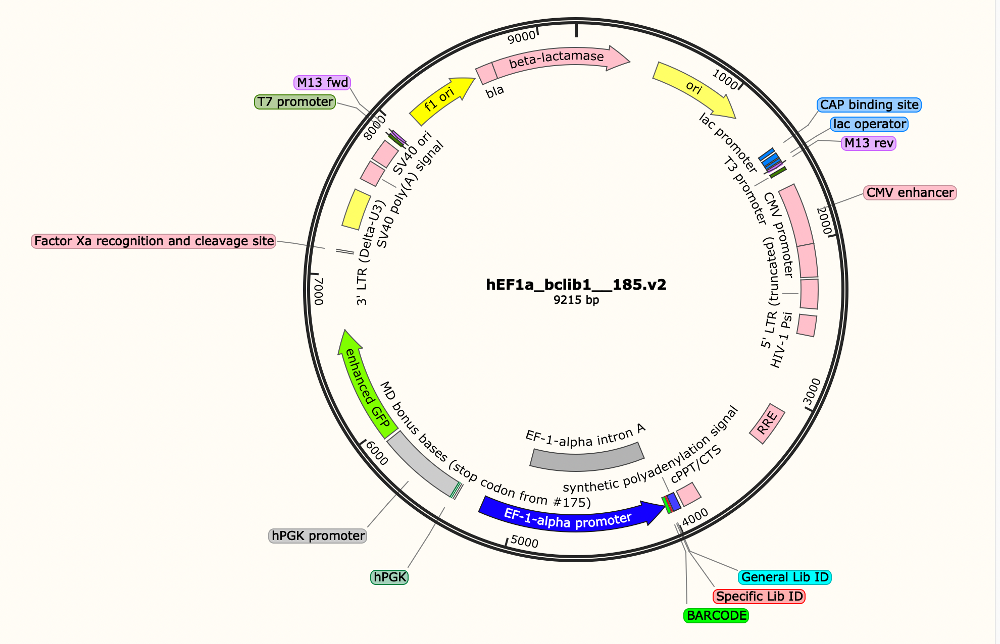 9000
beta-lactamase
bla
ori
1000
M13 fwd
T7 promoter
f1 ori
8000
CAP binding site
lac operator
M13 rev
lac promoter
T3 promoter
SV40 ori
SV40 poly(A) signal
CMV enhancer
2000
CMV promoter
5' LTR (truncated)
HIV-1 Psi
3' LTR (Delta-U3)
Factor Xa recognition and cleavage site
7000
hEF1a_bclib1__185.v2
9215 bp
3000
RRE
enhanced GFP
MD bonus bases (stop codon from #175)
EF-1-alpha intron A
synthetic polyadenylation signal
cPPT/CTS
6000
EF-1-alpha promoter
4000
5000
hPGK promoter
hPGK
General Lib ID
Specific Lib ID
BARCODE